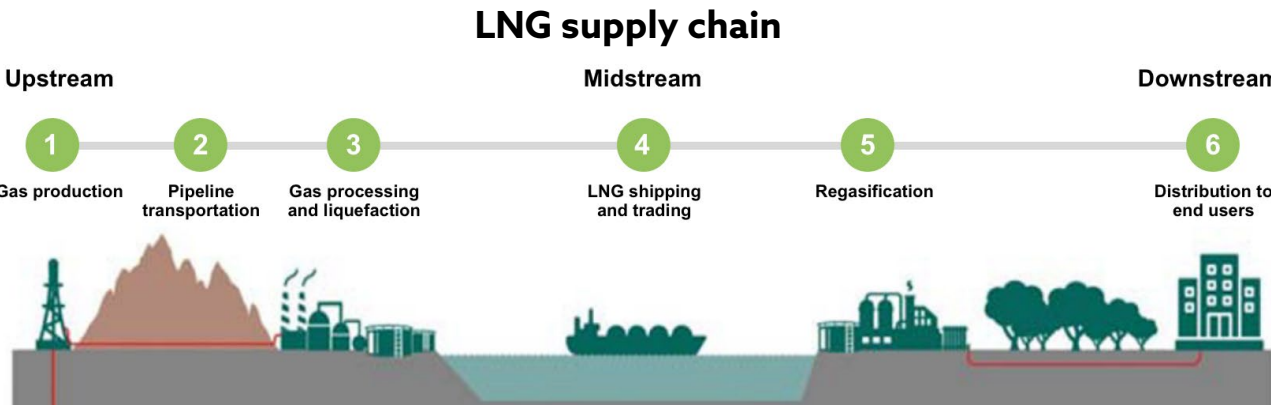 LNG supply chain
Upstream
Midstream
Downstream
1
2
3
4
5
6
Gas production
Pipeline
transportation
Gas processing
and liquefaction
LNG shipping
and trading
Regasification
Distribution to
end users